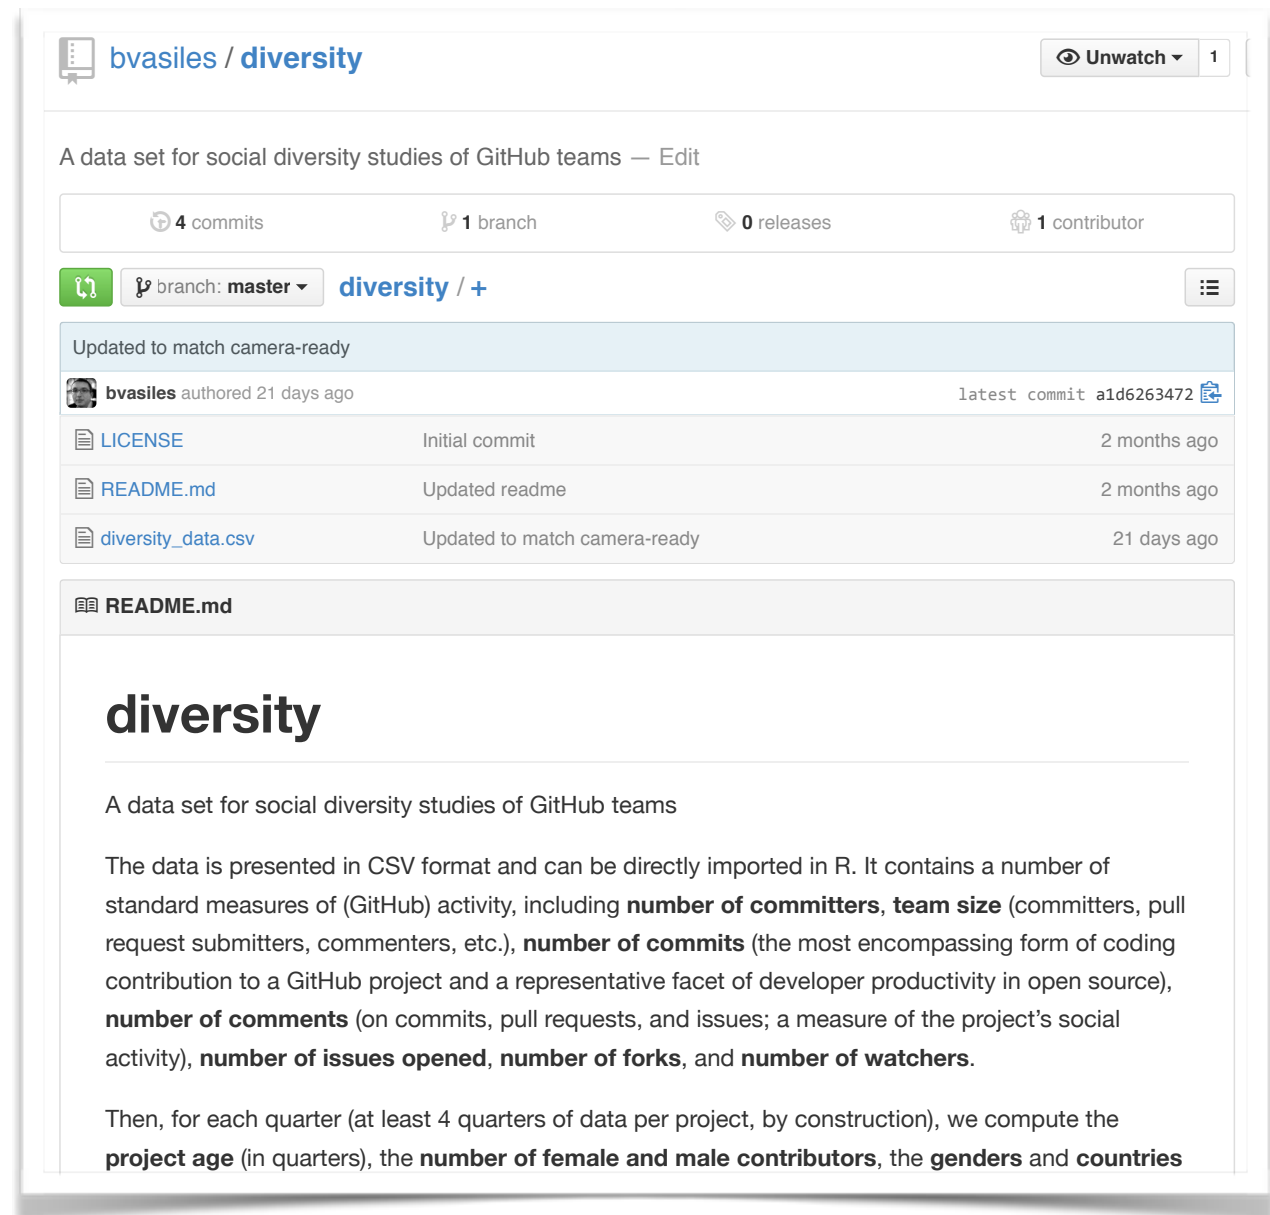 bvasiles / diversity
Unwatch 1
A data set for social diversity studies of GitHub teams — Edit
4 commits 1 branch 0 releases 1 contributor
branch: master diversity / +
Updated to match camera-ready
bvasiles authored 21 days ago latest commit a1d6263472
LICENSE Initial commit 2 months ago
README.md Updated readme 2 months ago
diversity_data.csv Updated to match camera-ready 21 days ago
README.md
diversity
A data set for social diversity studies of GitHub teams
The data is presented in CSV format and can be directly imported in R. It contains a number of
standard measures of (GitHub) activity, including number of committers, team size (committers, pull
request submitters, commenters, etc.), number of commits (the most encompassing form of coding
contribution to a GitHub project and a representative facet of developer productivity in open source),
number of comments (on commits, pull requests, and issues; a measure of the project's social
activity), number of issues opened, number of forks, and number of watchers.
Then, for each quarter (at least 4 quarters of data per project, by construction), we compute the
project age (in quarters), the number of female and male contributors, the genders and countries